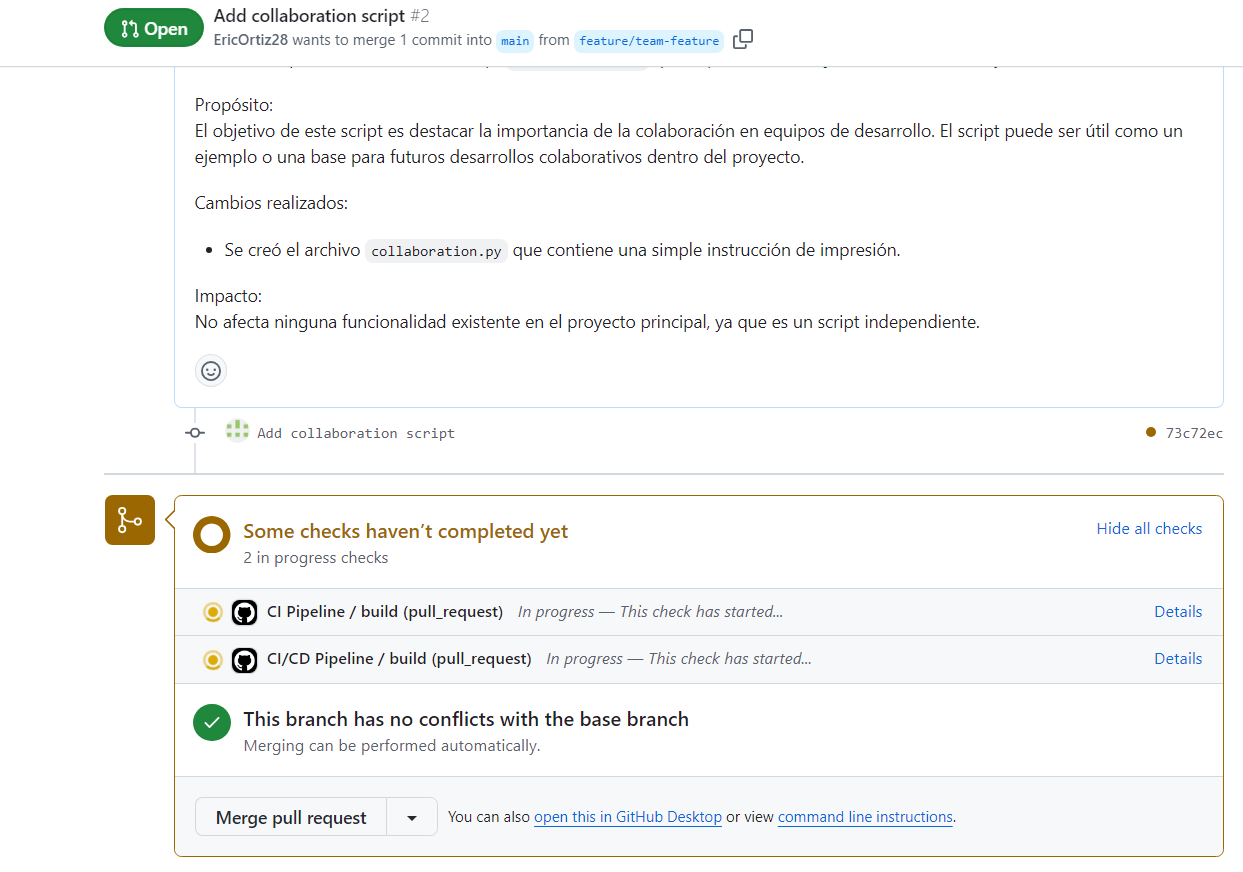 Open
Add collaboration script #2
EricOrtiz28 wants to merge 1 commit into main from feature/team-feature
Propósito:
El objetivo de este script es destacar la importancia de la colaboración en equipos de desarrollo. El script puede ser útil como un
ejemplo o una base para futuros desarrollos colaborativos dentro del proyecto.
Cambios realizados:
• Se creó el archivo collaboration.py que contiene una simple instrucción de impresión.
Impacto:
No afecta ninguna funcionalidad existente en el proyecto principal, ya que es un script independiente.
Add collaboration script 73c72ec
Some checks haven't completed yet
Hide all checks
2 in progress checks
CI Pipeline / build (pull_request) In progress — This check has started... Details
CI/CD Pipeline / build (pull_request) In progress — This check has started... Details
This branch has no conflicts with the base branch
Merging can be performed automatically.
Merge pull request
You can also open this in GitHub Desktop or view command line instructions.